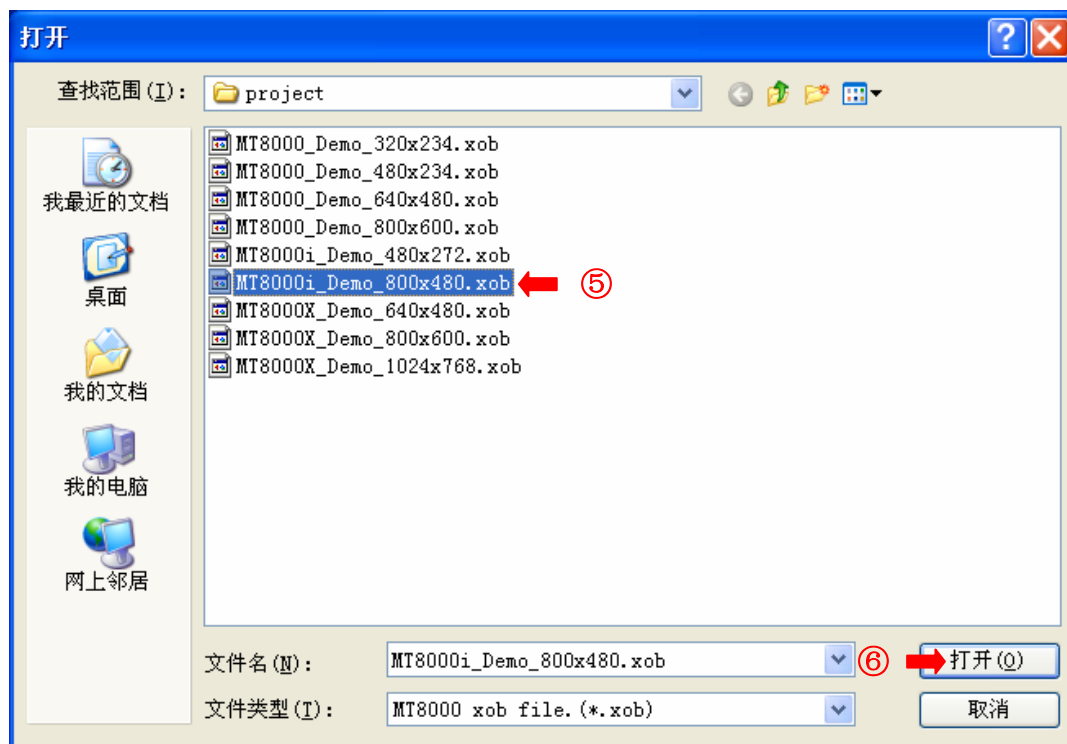 打开
查找范围(I):
project
MT8000_Demo_320x234.xob
MT8000_Demo_480x234.xob
MT8000_Demo_640x480.xob
MT8000_Demo_800x600.xob
MT8000i_Demo_480x272.xob
MT8000i_Demo_800x480.xob ⑤
MT8000X_Demo_640x480.xob
MT8000X_Demo_800x600.xob
MT8000X_Demo_1024x768.xob
我最近的文档
桌面
我的文档
我的电脑
网上邻居
文件名(N): MT8000i_Demo_800x480.xob ⑥ 打开(O)
文件类型(T): MT8000 xob file.(*.xob) 取消